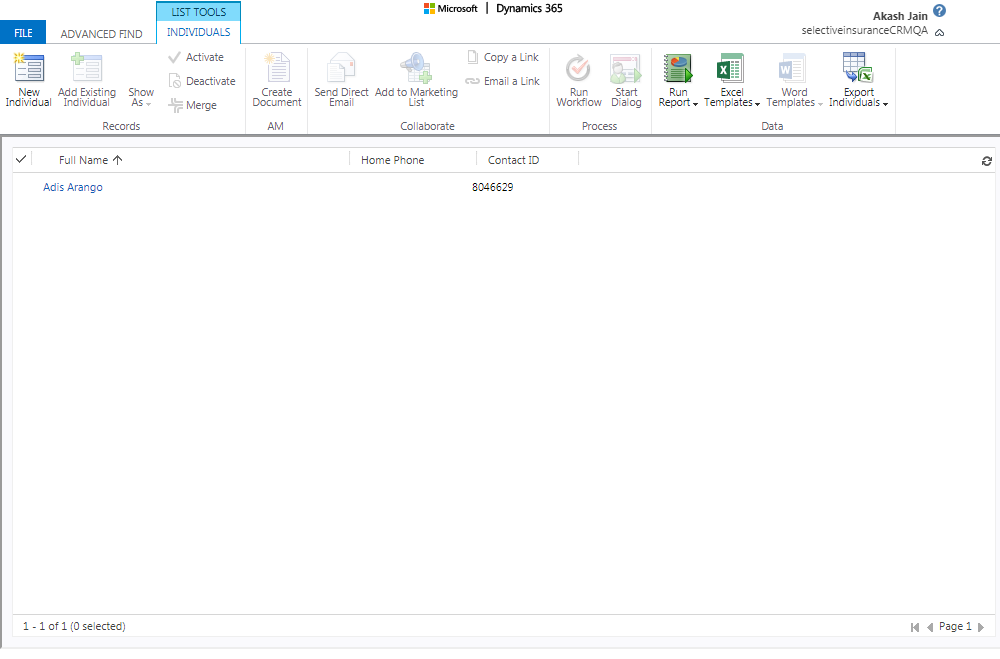 Microsoft | Dynamics 365
LIST TOOLS
Akash Jain
selectiveinsuranceCRMQA
FILE
ADVANCED FIND
INDIVIDUALS
New
Individual
Add Existing
Individual
Show
As
Activate
Deactivate
Merge
Records
Create
Document
AM
Send Direct
Email
Add to Marketing
List
Copy a Link
Email a Link
Collaborate
Run
Workflow
Start
Dialog
Process
Run
Report
Excel
Templates
Word
Templates
Export
Individuals
Data
Full Name
Home Phone
Contact ID
Adis Arango
8046629
1 - 1 of 1 (0 selected)
Page 1